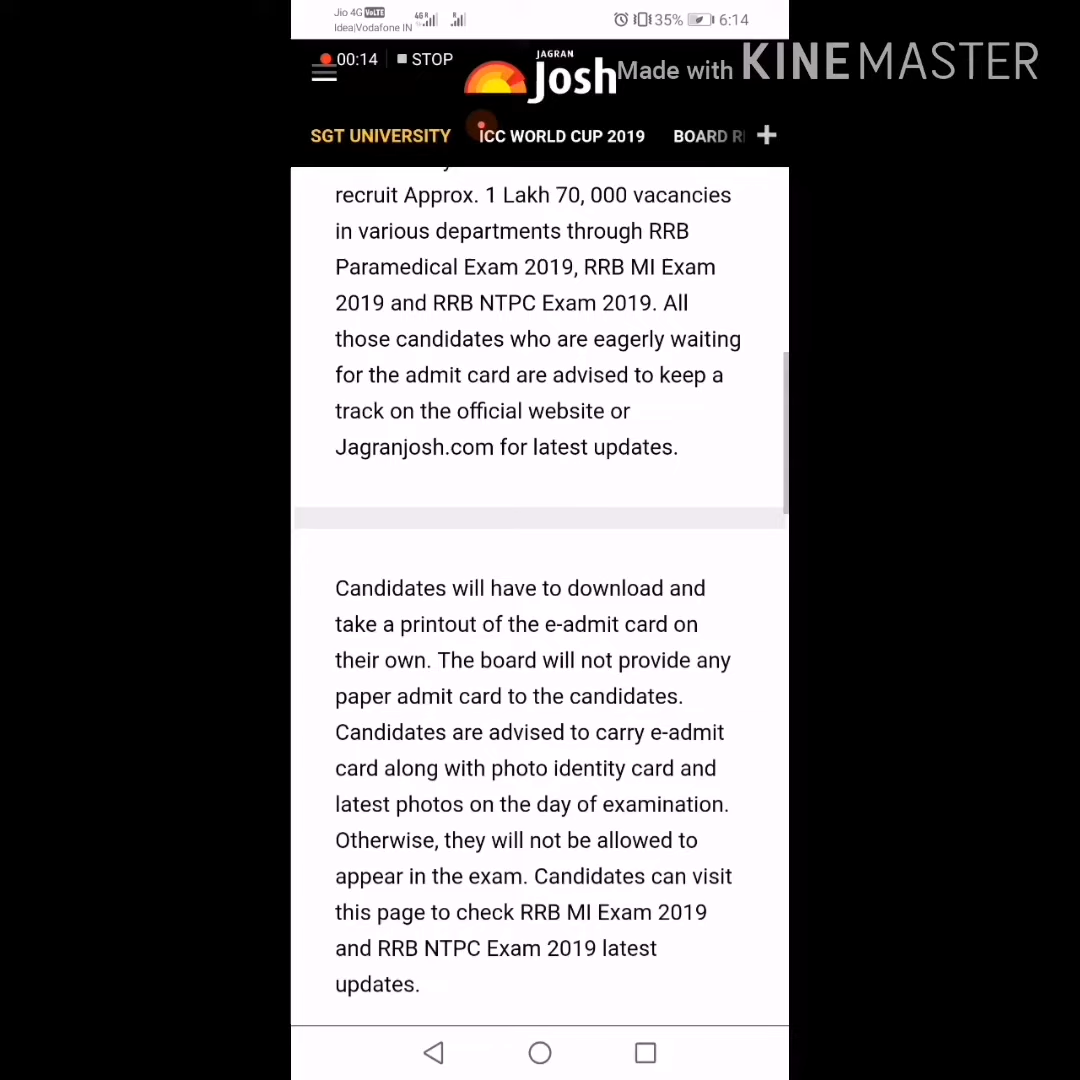 Jio 4G VoLTE
Idea|Vodafone IN
4G R
R
35%
6:14
00:14
STOP
JAGRAN
Josh
Made with KINEMASTER
SGT UNIVERSITY
ICC WORLD CUP 2019
BOARD R
+
recruit Approx. 1 Lakh 70, 000 vacancies
in various departments through RRB
Paramedical Exam 2019, RRB MI Exam
2019 and RRB NTPC Exam 2019. All
those candidates who are eagerly waiting
for the admit card are advised to keep a
track on the official website or
Jagranjosh.com for latest updates.
Candidates will have to download and
take a printout of the e-admit card on
their own. The board will not provide any
paper admit card to the candidates.
Candidates are advised to carry e-admit
card along with photo identity card and
latest photos on the day of examination.
Otherwise, they will not be allowed to
appear in the exam. Candidates can visit
this page to check RRB MI Exam 2019
and RRB NTPC Exam 2019 latest
updates.